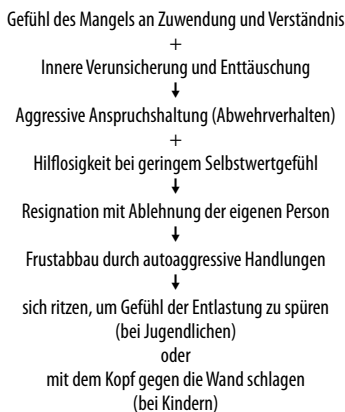 Gefühl des Mangels an Zuwendung und Verständnis
+
Innere Verunsicherung und Enttäuschung
↓
Aggressive Anspruchshaltung (Abwehrverhalten)
+
Hilflosigkeit bei geringem Selbstwertgefühl
↓
Resignation mit Ablehnung der eigenen Person
↓
Frustabbau durch autoaggressive Handlungen
↓
sich ritzen, um Gefühl der Entlastung zu spüren
(bei Jugendlichen)
oder
mit dem Kopf gegen die Wand schlagen
(bei Kindern)